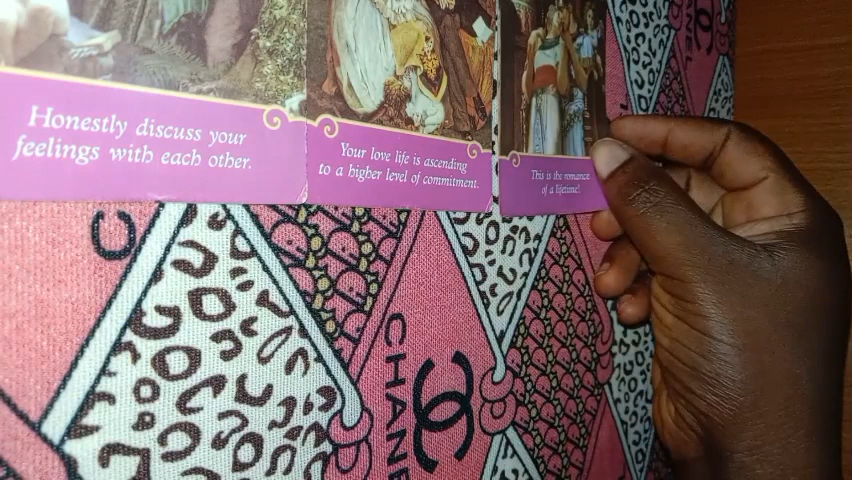 Honestly discuss your
feelings with each other.
Your love life is ascending
to a higher level of commitment.
This is the romance
of a lifetime!
CHANEL
C
CHANE